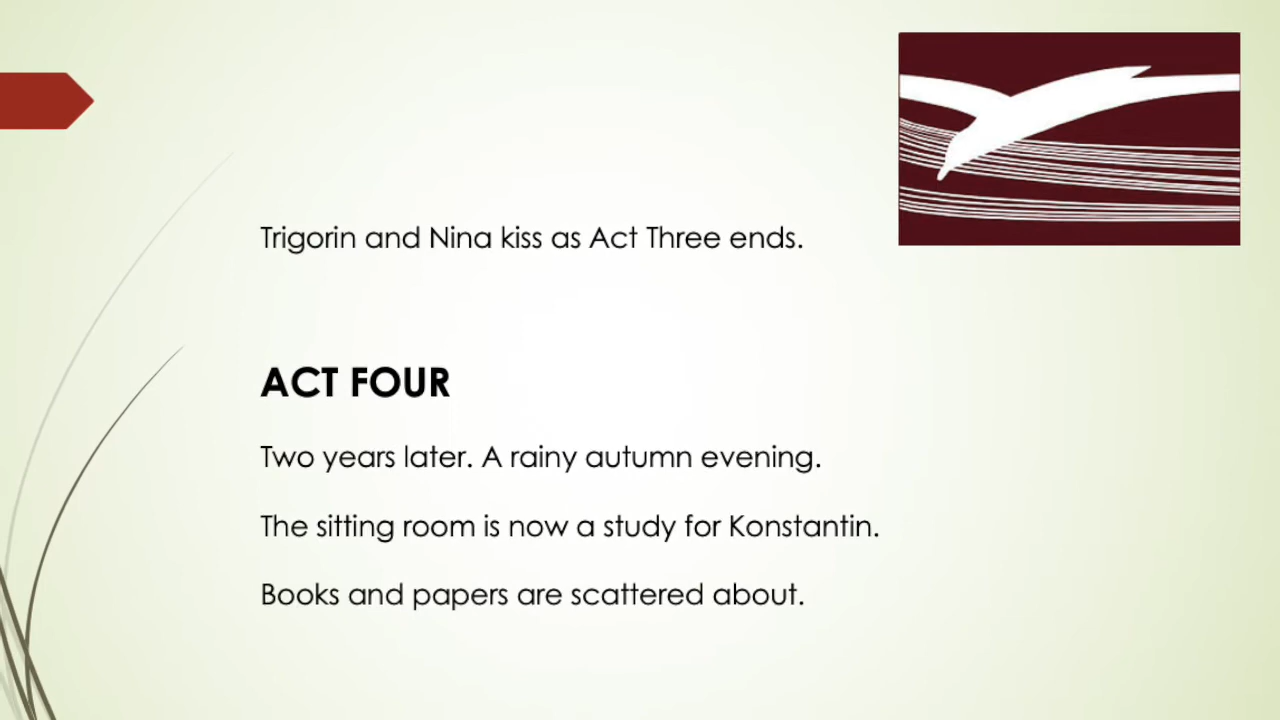 Trigorin and Nina kiss as Act Three ends.
ACT FOUR
Two years later. A rainy autumn evening.
The sitting room is now a study for Konstantin.
Books and papers are scattered about.